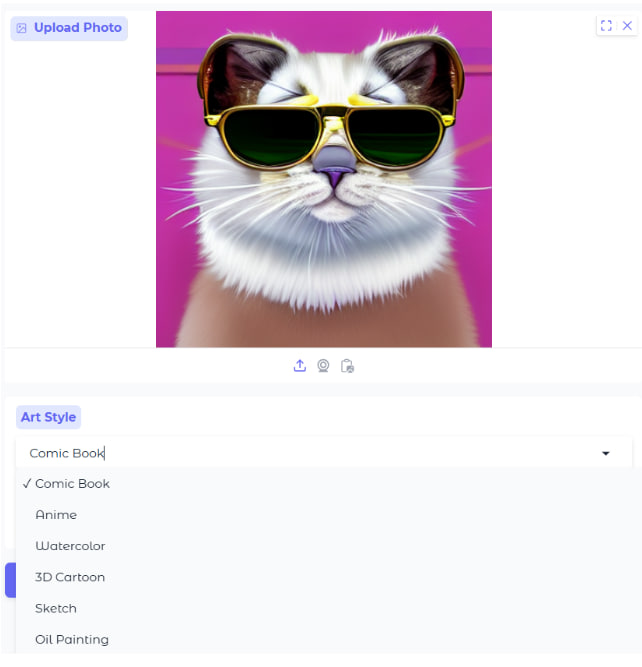 Upload Photo
Art Style
Comic Book
✓ Comic Book
Anime
Watercolor
3D Cartoon
Sketch
Oil Painting